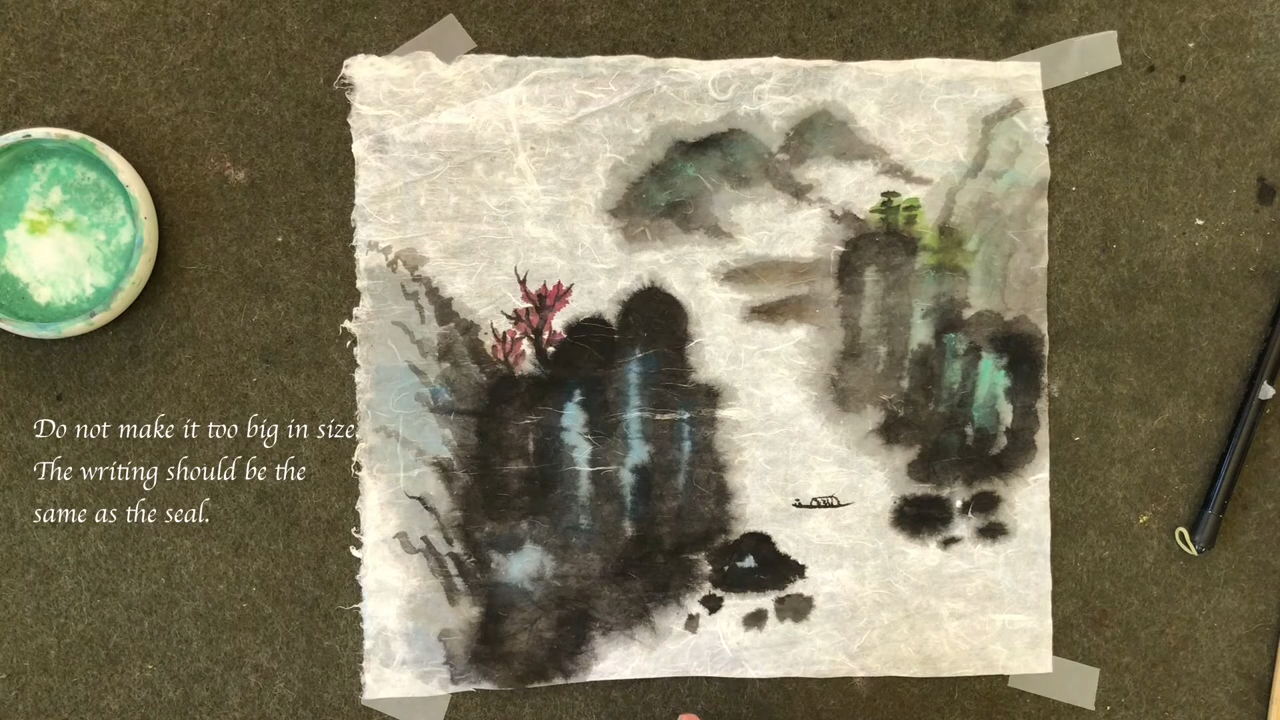 Do not make it too big in size.
The writing should be the
same as the seal.